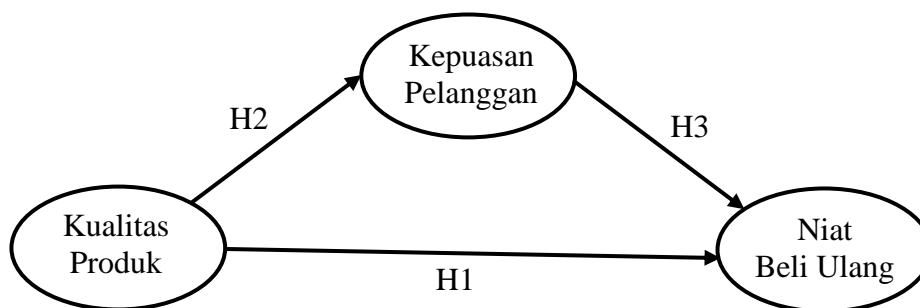 Kepuasan
Pelanggan
H2
H3
Kualitas
Produk
Niat
Beli Ulang
H1